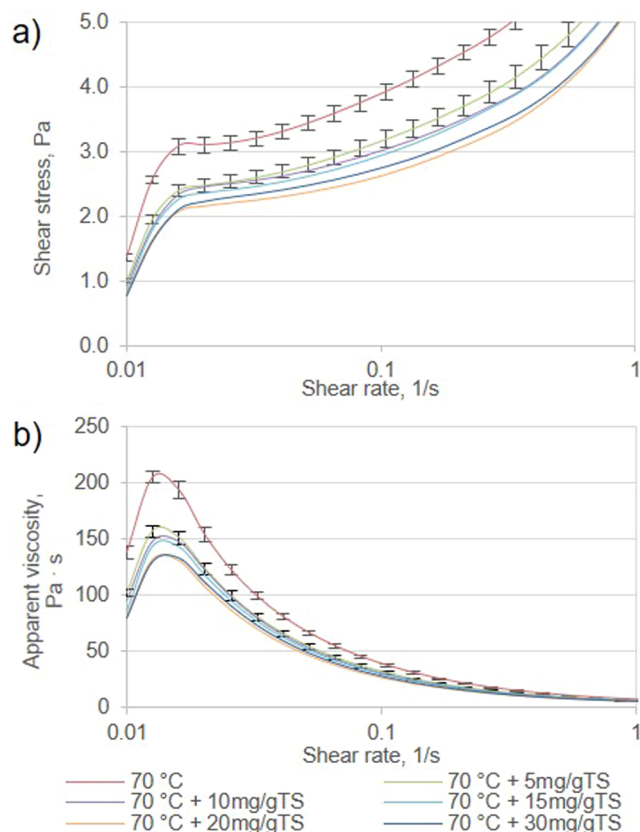 a)
5.0
4.0
3.0
2.0
1.0
0.0
Shear stress, Pa
0.01
0.1
1
Shear rate, 1/s
b)
250
200
150
100
50
0
Apparent viscosity,
Pa · s
0.01
0.1
1
Shear rate, 1/s
70 °C
70 °C + 5mg/gTS
70 °C + 10mg/gTS
70 °C + 15mg/gTS
70 °C + 20mg/gTS
70 °C + 30mg/gTS